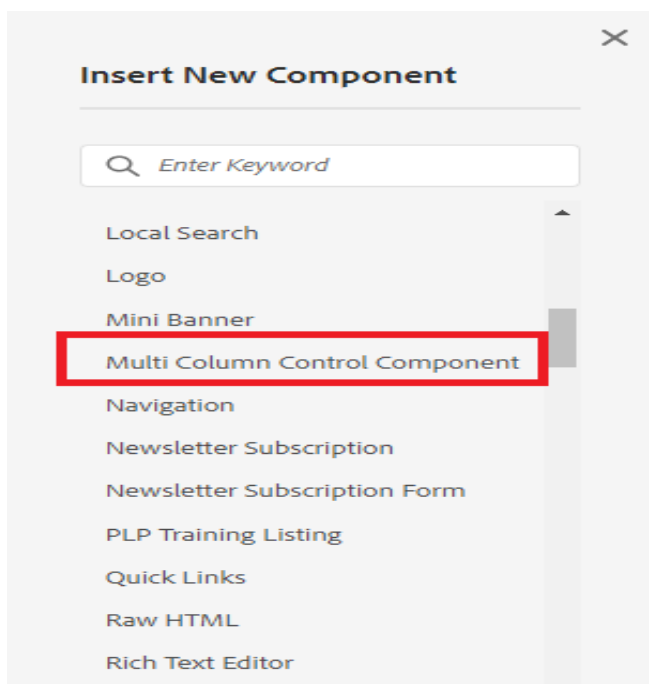 Insert New Component
Enter Keyword
Local Search
Logo
Mini Banner
Multi Column Control Component
Navigation
Newsletter Subscription
Newsletter Subscription Form
PLP Training Listing
Quick Links
Raw HTML
Rich Text Editor